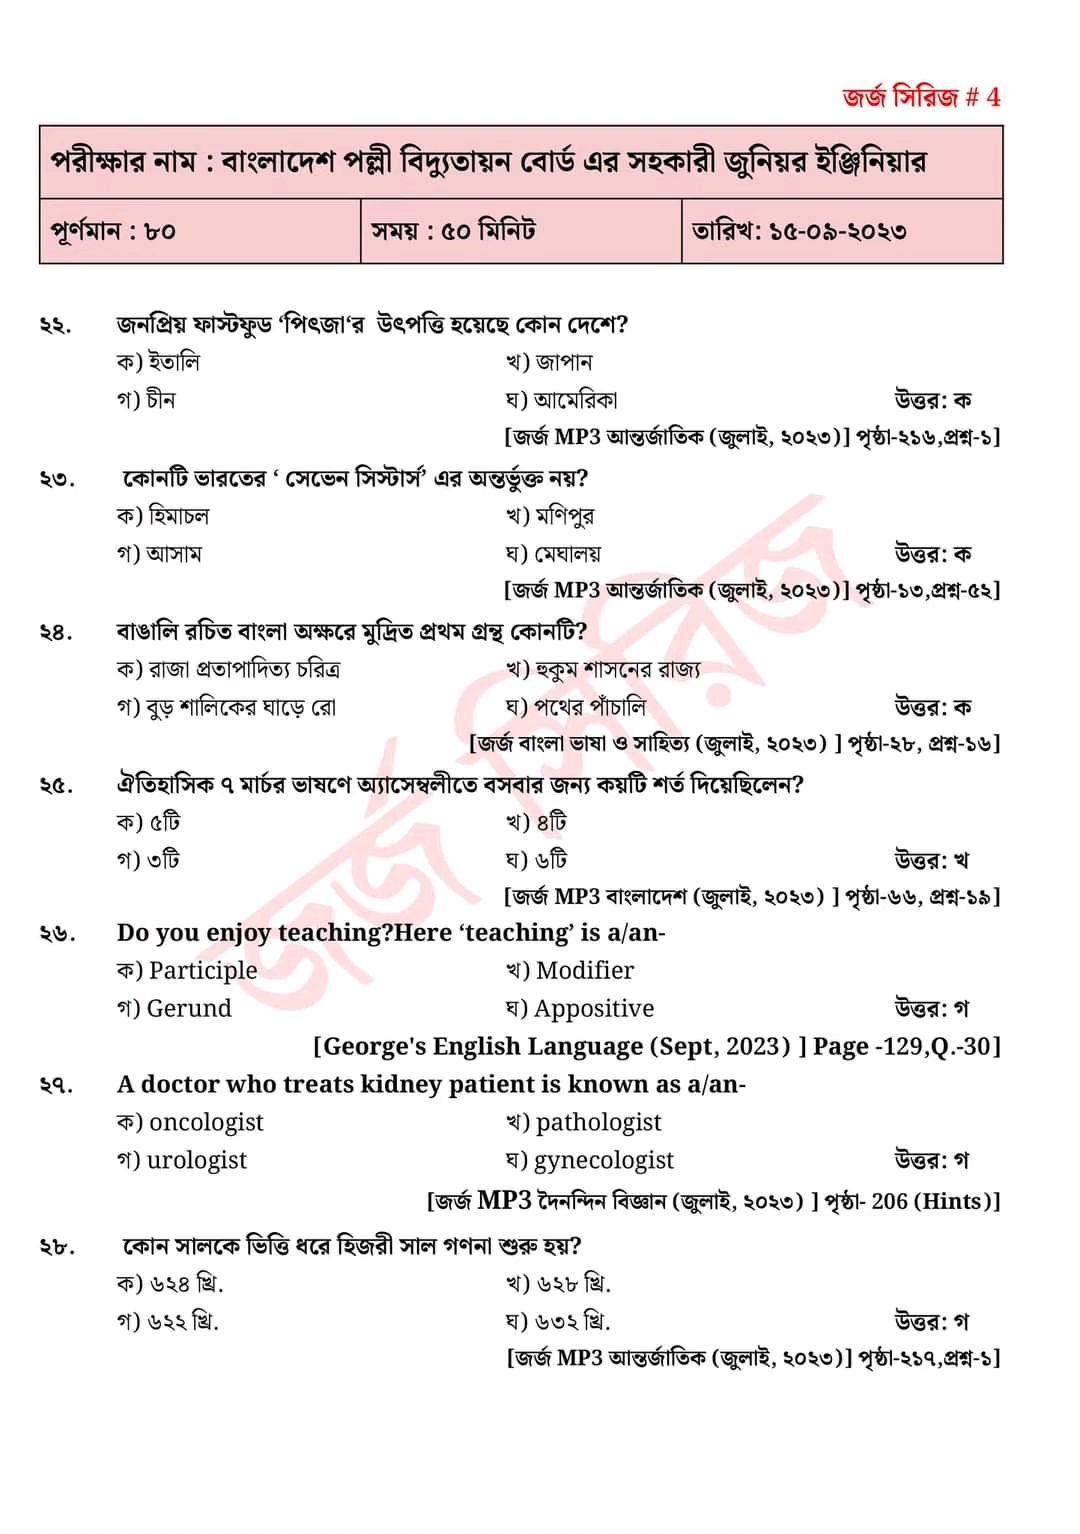 জর্জ সিরিজ # 4
পরীক্ষার নাম : বাংলাদেশ পল্লী বিদ্যুতায়ন বোর্ড এর সহকারী জুনিয়র ইঞ্জিনিয়ার
পূর্ণমান : ৮০ সময় : ৫০ মিনিট তারিখ: ১৫-০৯-২০২৩
২২. জনপ্রিয় ফাস্টফুড ‘পিৎজা‘র উৎপত্তি হয়েছে কোন দেশে?
ক) ইতালি খ) জাপান
গ) চীন ঘ) আমেরিকা উত্তর: ক
[জর্জ MP3 আন্তর্জাতিক (জুলাই, ২০২৩)] পৃষ্ঠা-২১৬,প্রশ্ন-১]
২৩. কোনটি ভারতের ‘ সেভেন সিস্টার্স’ এর অন্তর্ভুক্ত নয়?
ক) হিমাচল খ) মণিপুর
গ) আসাম ঘ) মেঘালয় উত্তর: ক
[জর্জ MP3 আন্তর্জাতিক (জুলাই, ২০২৩)] পৃষ্ঠা-১৩,প্রশ্ন-৫২]
২৪. বাঙালি রচিত বাংলা অক্ষরে মুদ্রিত প্রথম গ্রন্থ কোনটি?
ক) রাজা প্রতাপাদিত্য চরিত্র খ) হুকুম শাসনের রাজ্য
গ) বুড় শালিকের ঘাড়ে রো ঘ) পথের পাঁচালি উত্তর: ক
[জর্জ বাংলা ভাষা ও সাহিত্য (জুলাই, ২০২৩) ] পৃষ্ঠা-২৮, প্রশ্ন-১৬]
২৫. ঐতিহাসিক ৭ মার্চর ভাষণে অ্যাসেম্বলীতে বসবার জন্য কয়টি শর্ত দিয়েছিলেন?
ক) ৫টি খ) ৪টি
গ) ৩টি ঘ) ৬টি উত্তর: খ
[জর্জ MP3 বাংলাদেশ (জুলাই, ২০২৩) ] পৃষ্ঠা-৬৬, প্রশ্ন-১৯]
২৬. Do you enjoy teaching?Here ‘teaching’ is a/an-
ক) Participle খ) Modifier
গ) Gerund ঘ) Appositive উত্তর: গ
[George's English Language (Sept, 2023) ] Page -129,Q.-30]
২৭. A doctor who treats kidney patient is known as a/an-
ক) oncologist খ) pathologist
গ) urologist ঘ) gynecologist উত্তর: গ
[জর্জ MP3 দৈনন্দিন বিজ্ঞান (জুলাই, ২০২৩) ] পৃষ্ঠা- 206 (Hints)]
২৮. কোন সালকে ভিত্তি ধরে হিজরী সাল গণনা শুরু হয়?
ক) ৬২৪ খ্রি. খ) ৬২৮ খ্রি.
গ) ৬২২ খ্রি. ঘ) ৬৩২ খ্রি. উত্তর: গ
[জর্জ MP3 আন্তর্জাতিক (জুলাই, ২০২৩)] পৃষ্ঠা-২১৭,প্রশ্ন-১]
জর্জ সিরিজ